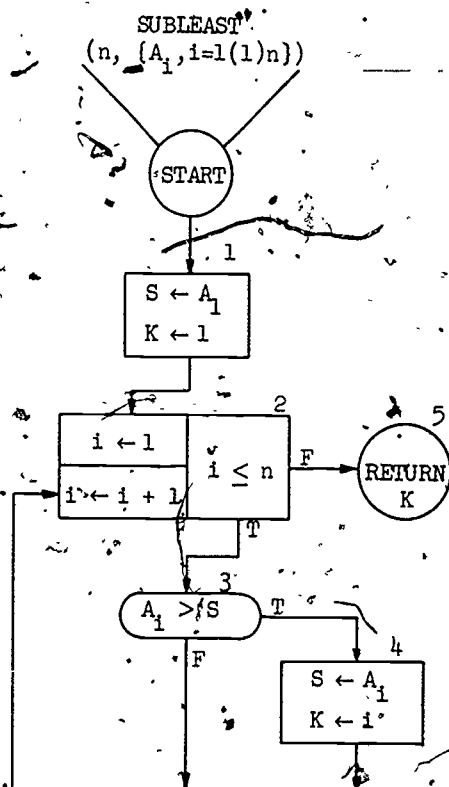 SUBLEAST
(n, {A_i, i=1(1)n})
START
1
S ← A_1
K ← 1
2
i ← 1
i ← i + 1
i ≤ n
F
T
5
RETURN
K
3
A_i > S
T
F
4
S ← A_i
K ← i